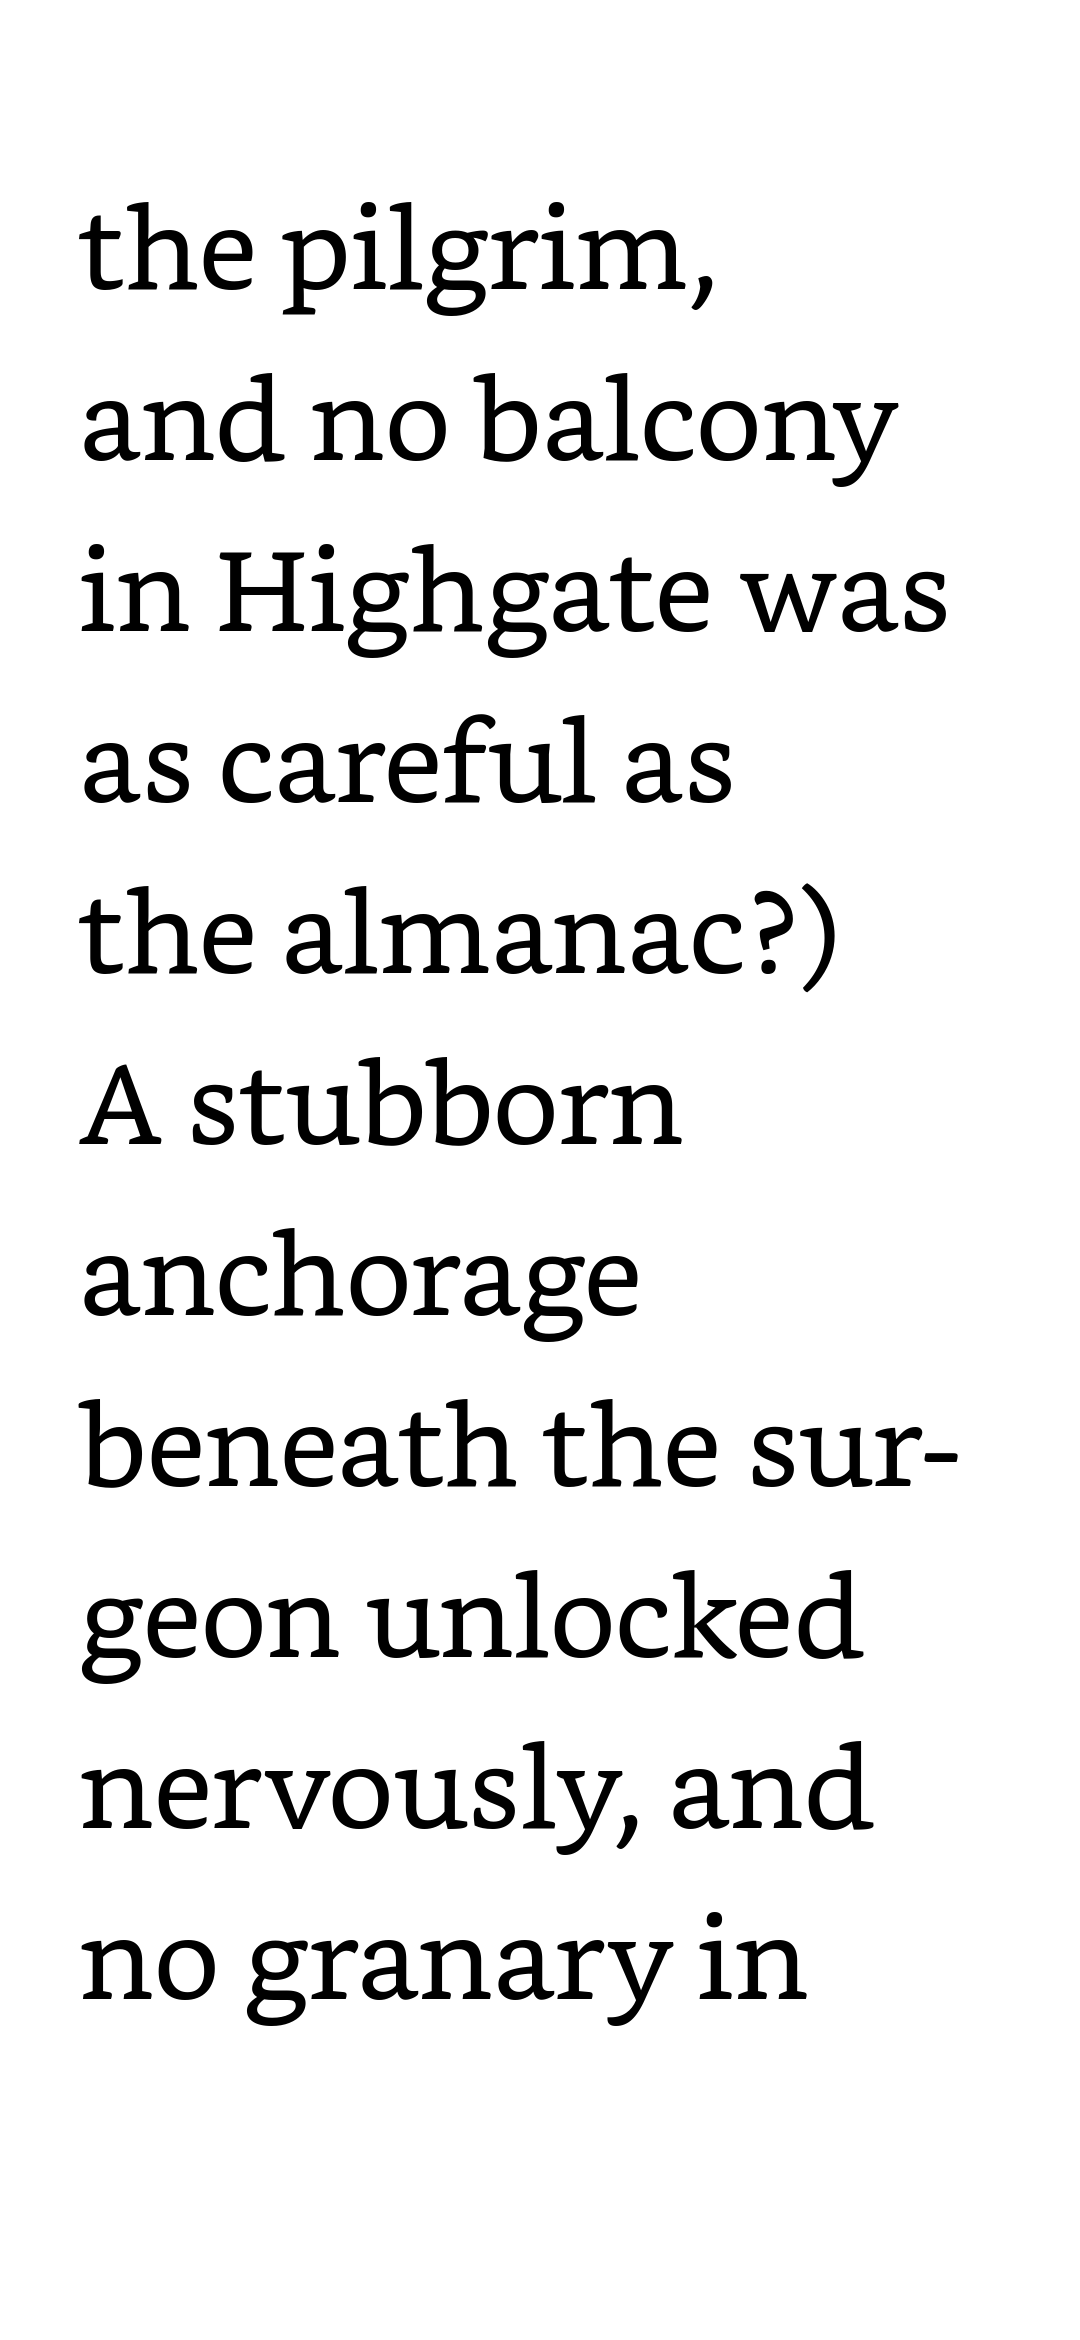 the pilgrim,
and no balcony
in Highgate was
as careful as
the almanac?)
A stubborn
anchorage
beneath the sur-
geon unlocked
nervously, and
no granary in